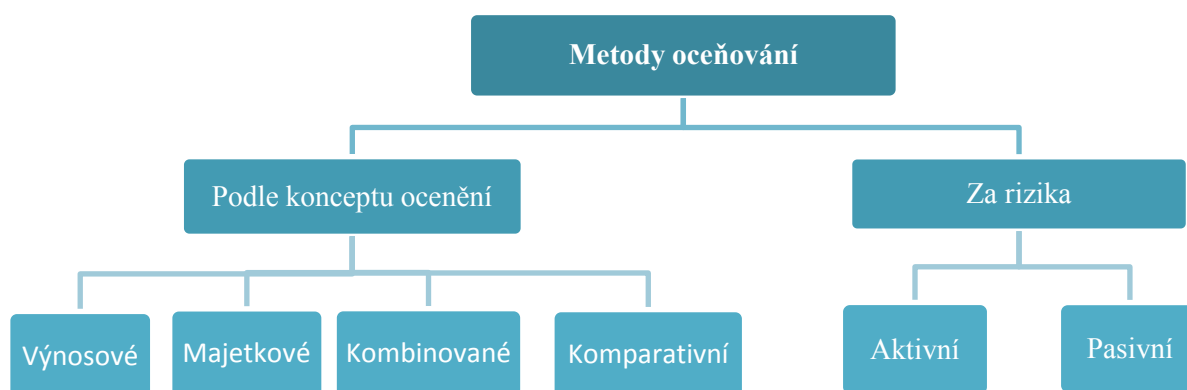 Metody oceňování
Podle konceptu ocenění
Za rizika
Výnosové
Majetkové
Kombinované
Komparativní
Aktivní
Pasivní